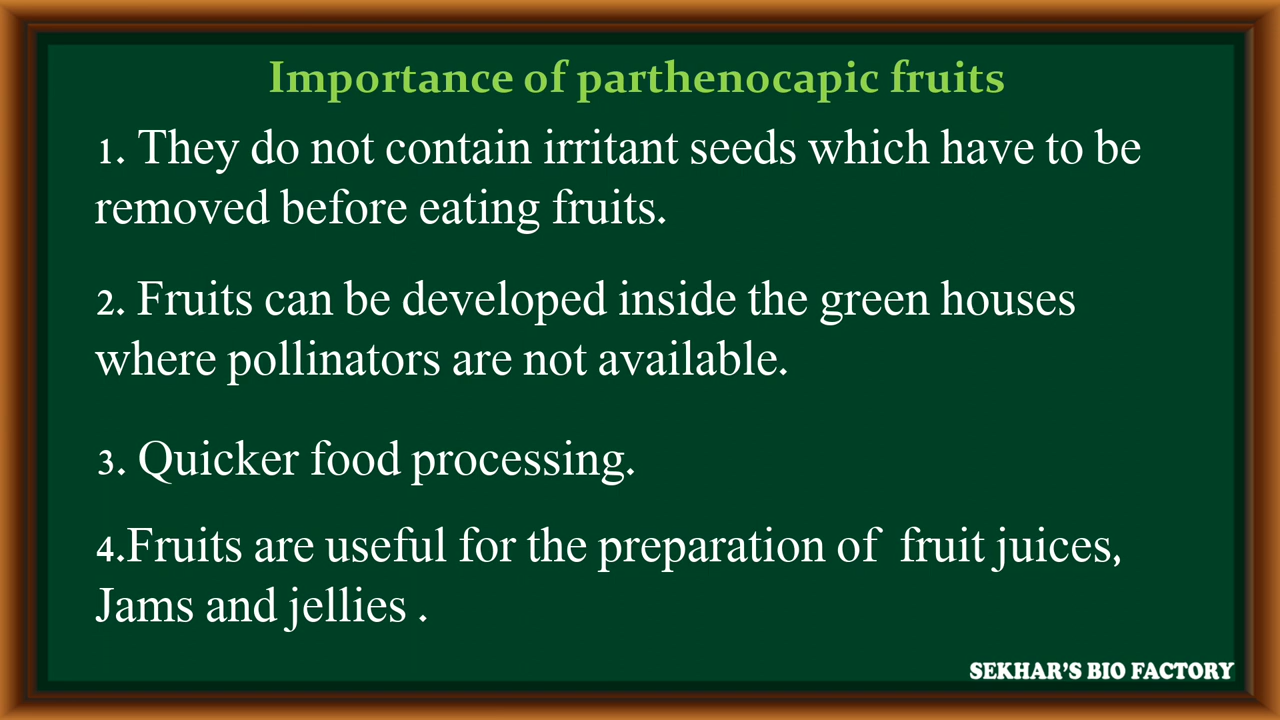 Importance of parthenocapic fruits
1. They do not contain irritant seeds which have to be
removed before eating fruits.
2. Fruits can be developed inside the green houses
where pollinators are not available.
3. Quicker food processing.
4.Fruits are useful for the preparation of  fruit juices,
Jams and jellies .
SEKHAR'S BIO FACTORY